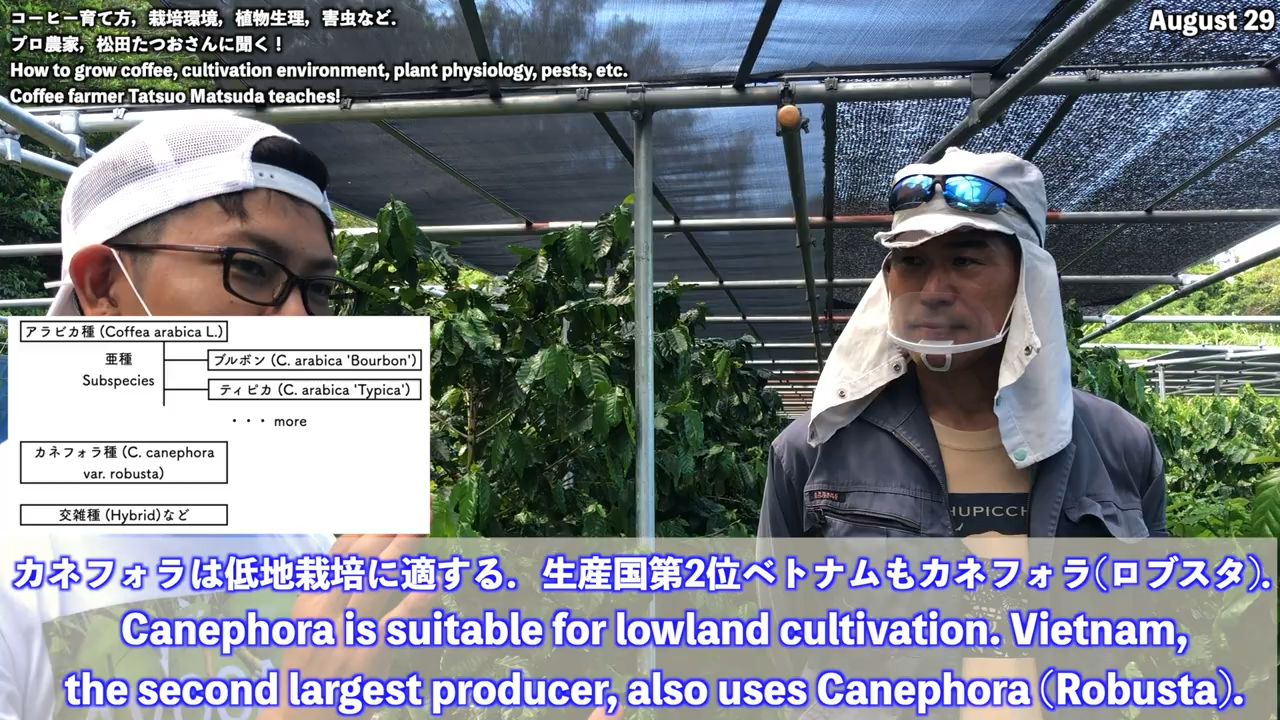 コーヒー育て方，栽培環境，植物生理，害虫など．
プロ農家，松田たつおさんに聞く！
How to grow coffee, cultivation environment, plant physiology, pests, etc.
Coffee farmer Tatsuo Matsuda teaches!
August 29
アラビカ種 (Coffea arabica L.)
亜種
Subspecies
ブルボン (C. arabica 'Bourbon')
ティピカ (C. arabica 'Typica')
・・・ more
カネフォラ種 (C. canephora
var. robusta)
交雑種 (Hybrid)など
HUPICCH
カネフォラは低地栽培に適する．生産国第2位ベトナムもカネフォラ（ロブスタ）．
Canephora is suitable for lowland cultivation. Vietnam,
the second largest producer, also uses Canephora (Robusta).